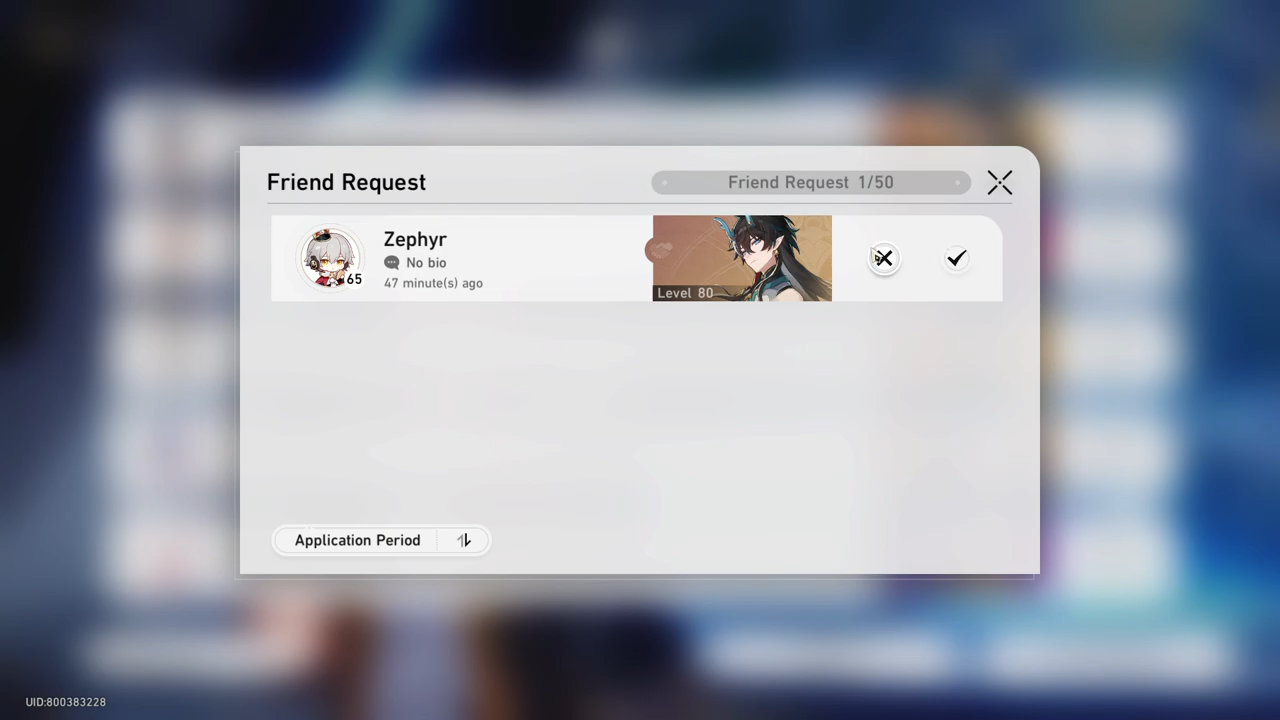 Friend Request
Friend Request 1/50
Zephyr
No bio
65
47 minute(s) ago
Level 80
Application Period
UID:800383228